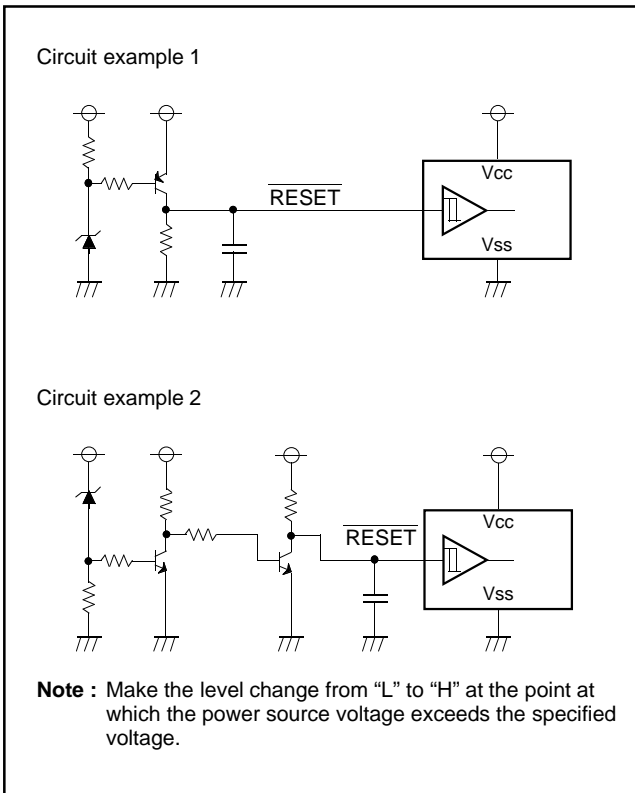 Circuit example 1
RESET
Vcc
Vss
Circuit example 2
RESET
Vcc
Vss
Note : Make the level change from “L” to “H” at the point at
which the power source voltage exceeds the specified
voltage.